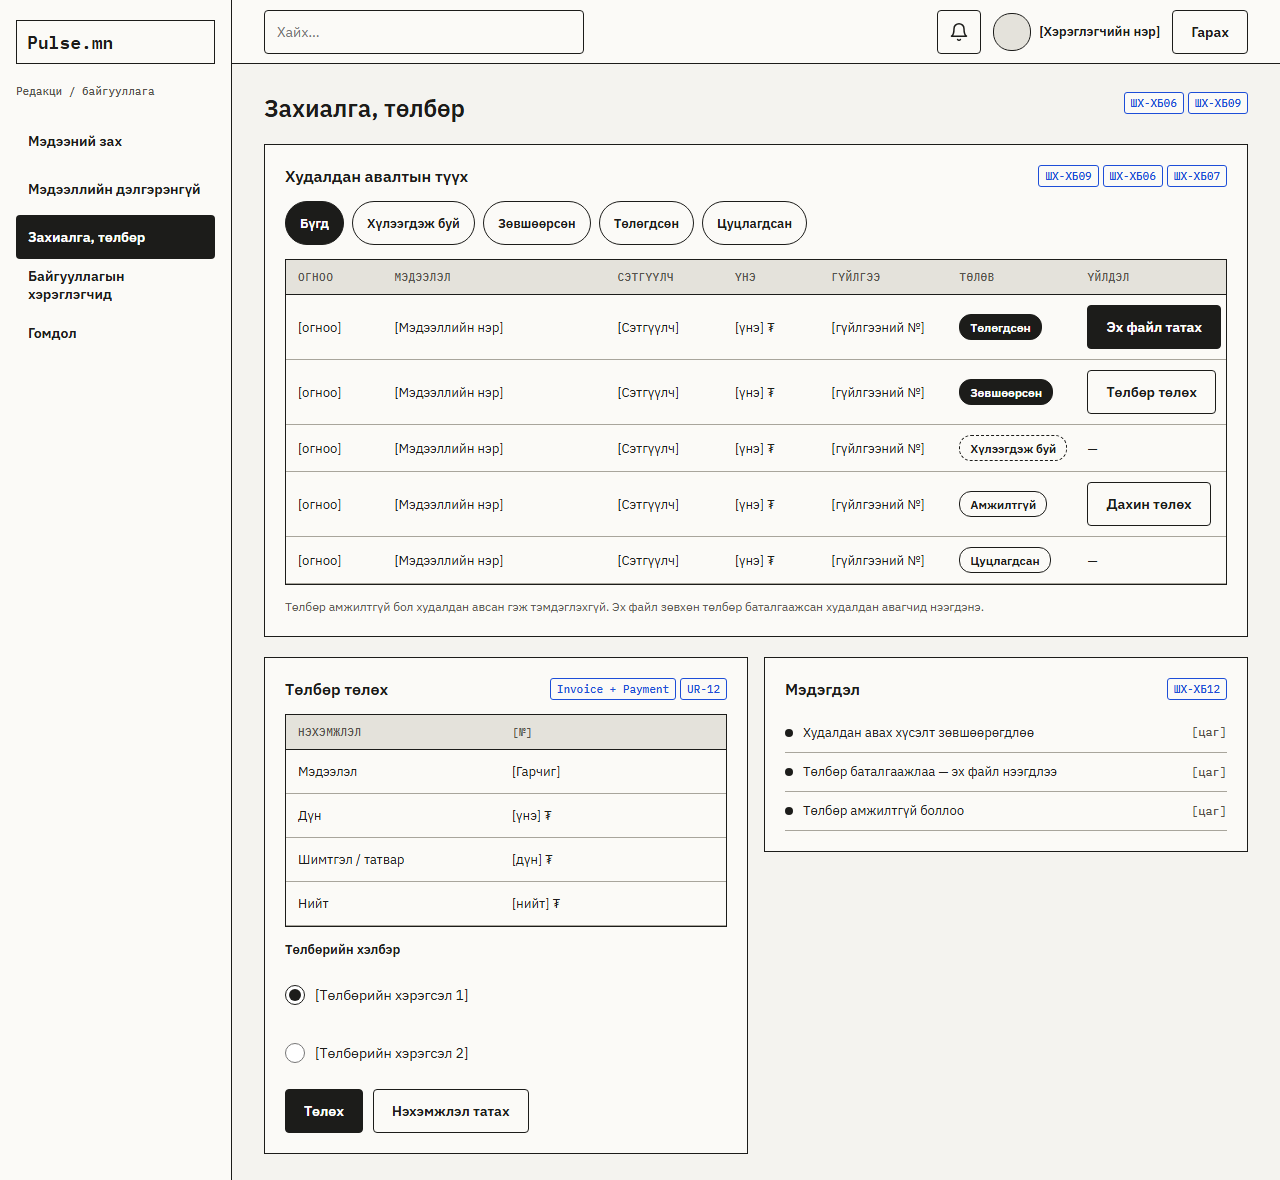 Pulse.mn
Хайх...
[Хэрэглэгчийн нэр]
Гарах
Редакци / байгууллага
Мэдээний зах
Мэдээллийн дэлгэрэнгүй
Захиалга, төлбөр
Байгууллагын
хэрэглэгчид
Гомдол
Захиалга, төлбөр
ШХ-ХБ06 ШХ-ХБ09
Худалдан авалтын түүх
ШХ-ХБ09 ШХ-ХБ06 ШХ-ХБ07
Бүгд Хүлээгдэж буй Зөвшөөрсөн Төлөгдсөн Цуцлагдсан
ОГНОО МЭДЭЭЛЭЛ СЭТГҮҮЛЧ ҮНЭ ГҮЙЛГЭЭ ТӨЛӨВ ҮЙЛДЭЛ
[огноо] [Мэдээллийн нэр] [Сэтгүүлч] [үнэ] ₮ [гүйлгээний №] Төлөгдсөн Эх файл татах
[огноо] [Мэдээллийн нэр] [Сэтгүүлч] [үнэ] ₮ [гүйлгээний №] Зөвшөөрсөн Төлбөр төлөх
[огноо] [Мэдээллийн нэр] [Сэтгүүлч] [үнэ] ₮ [гүйлгээний №] Хүлээгдэж буй —
[огноо] [Мэдээллийн нэр] [Сэтгүүлч] [үнэ] ₮ [гүйлгээний №] Амжилтгүй Дахин төлөх
[огноо] [Мэдээллийн нэр] [Сэтгүүлч] [үнэ] ₮ [гүйлгээний №] Цуцлагдсан —
Төлбөр амжилтгүй бол худалдан авсан гэж тэмдэглэхгүй. Эх файл зөвхөн төлбөр баталгаажсан худалдан авагчид нээгдэнэ.
Төлбөр төлөх
Invoice + Payment UR-12
НЭХЭМЖЛЭЛ [№]
Мэдээлэл [Гарчиг]
Дүн [үнэ] ₮
Шимтгэл / татвар [дүн] ₮
Нийт [нийт] ₮
Төлбөрийн хэлбэр
[Төлбөрийн хэрэгсэл 1]
[Төлбөрийн хэрэгсэл 2]
Төлөх Нэхэмжлэл татах
Мэдэгдэл
ШХ-ХБ12
Худалдан авах хүсэлт зөвшөөрөгдлөө [цаг]
Төлбөр баталгаажлаа — эх файл нээгдлээ [цаг]
Төлбөр амжилтгүй боллоо [цаг]